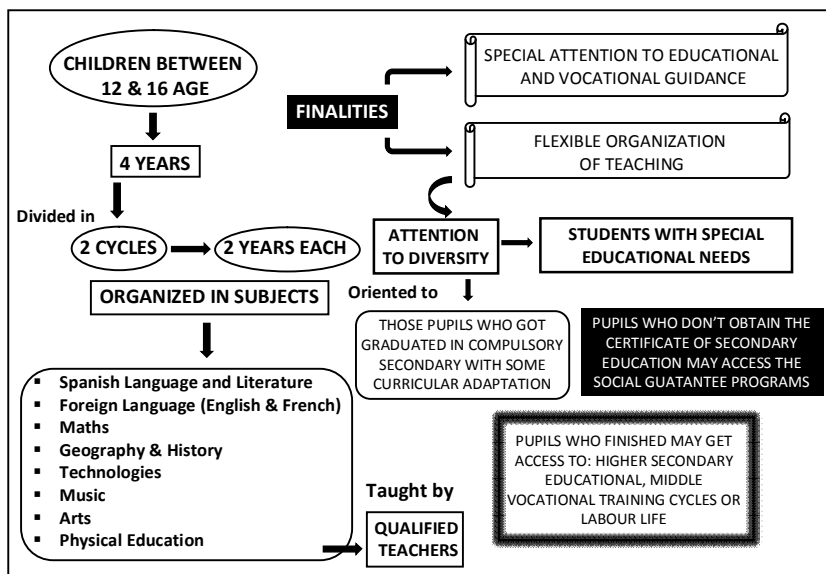 CHILDREN BETWEEN
12 & 16 AGE
4 YEARS
Divided in
2 CYCLES
2 YEARS EACH
ORGANIZED IN SUBJECTS
▪ Spanish Language and Literature
▪ Foreign Language (English & French)
▪ Maths
▪ Geography & History
▪ Technologies
▪ Music
▪ Arts
▪ Physical Education
Taught by
QUALIFIED
TEACHERS
FINALITIES
SPECIAL ATTENTION TO EDUCATIONAL
AND VOCATIONAL GUIDANCE
FLEXIBLE ORGANIZATION
OF TEACHING
ATTENTION
TO DIVERSITY
STUDENTS WITH SPECIAL
EDUCATIONAL NEEDS
Oriented to
THOSE PUPILS WHO GOT
GRADUATED IN COMPULSORY
SECONDARY WITH SOME
CURRICULAR ADAPTATION
PUPILS WHO DON’T OBTAIN THE
CERTIFICATE OF SECONDARY
EDUCATION MAY ACCESS THE
SOCIAL GUATANTEE PROGRAMS
PUPILS WHO FINISHED MAY GET
ACCESS TO: HIGHER SECONDARY
EDUCATIONAL, MIDDLE
VOCATIONAL TRAINING CYCLES OR
LABOUR LIFE